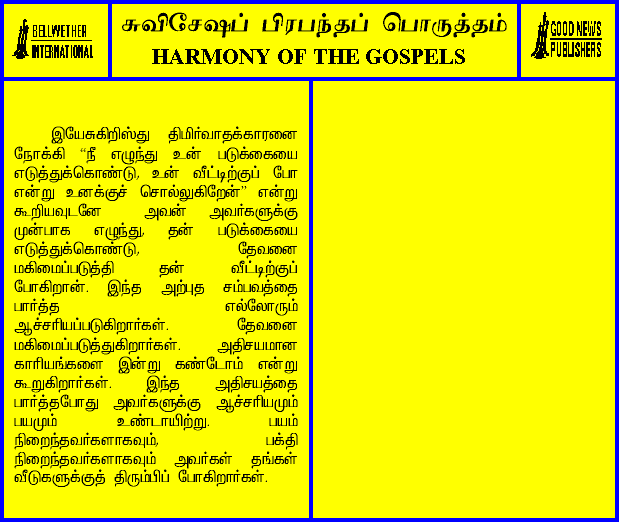 BELLWETHER
INTERNATIONAL
சுவிசேஷப் பிரபந்தப் பொருத்தம்
HARMONY OF THE GOSPELS
GOOD NEWS
PUBLISHERS
இயேசுகிறிஸ்து திமிர்வாதக்காரனை
நோக்கி “நீ எழுந்து உன் படுக்கையை
எடுத்துக்கொண்டு, உன் வீட்டிற்குப் போ
என்று உனக்குச் சொல்லுகிறேன்” என்று
கூறியவுடனே அவன் அவர்களுக்கு
முன்பாக எழுந்து, தன் படுக்கையை
எடுத்துக்கொண்டு, தேவனை
மகிமைப்படுத்தி தன் வீட்டிற்குப்
போகிறான். இந்த அற்புத சம்பவத்தை
பார்த்த எல்லோரும்
ஆச்சரியப்படுகிறார்கள். தேவனை
மகிமைப்படுத்துகிறார்கள். அதிசயமான
காரியங்களை இன்று கண்டோம் என்று
கூறுகிறார்கள். இந்த அதிசயத்தை
பார்த்தபோது அவர்களுக்கு ஆச்சரியமும்
பயமும் உண்டாயிற்று. பயம்
நிறைந்தவர்களாகவும், பக்தி
நிறைந்தவர்களாகவும் அவர்கள் தங்கள்
வீடுகளுக்குத் திரும்பிப் போகிறார்கள்.